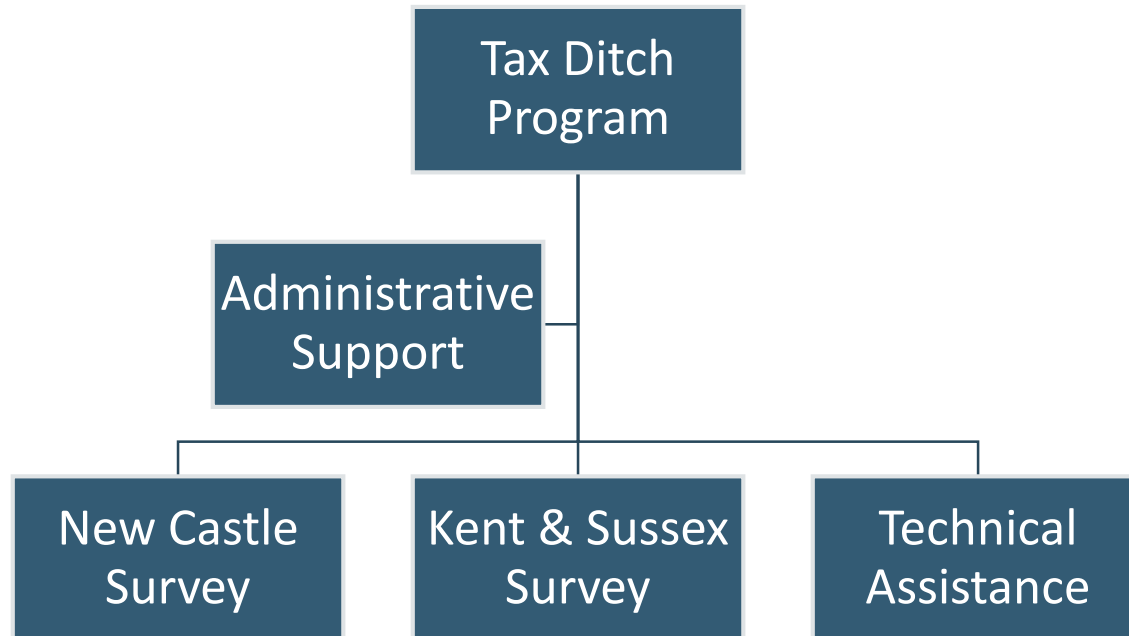 Tax Ditch
Program
Administrative
Support
New Castle
Survey
Kent & Sussex
Survey
Technical
Assistance